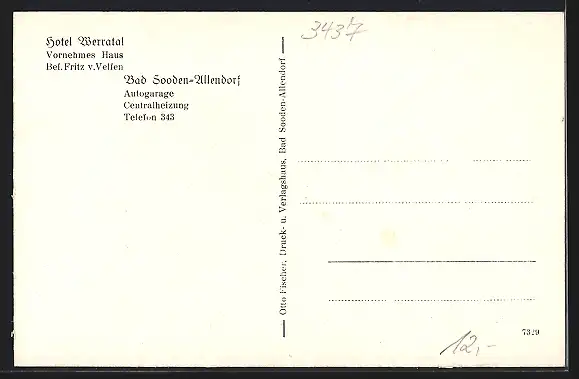 Hotel Werratal
Vornehmes Haus
Bes. Fritz v. Velsen
Bad Sooden-Allendorf
Autogarage
Centralheizung
Telefon 343
Otto Fischer, Druck- u. Verlagshaus, Bad Sooden-Allendorf
3437
7329
12,-